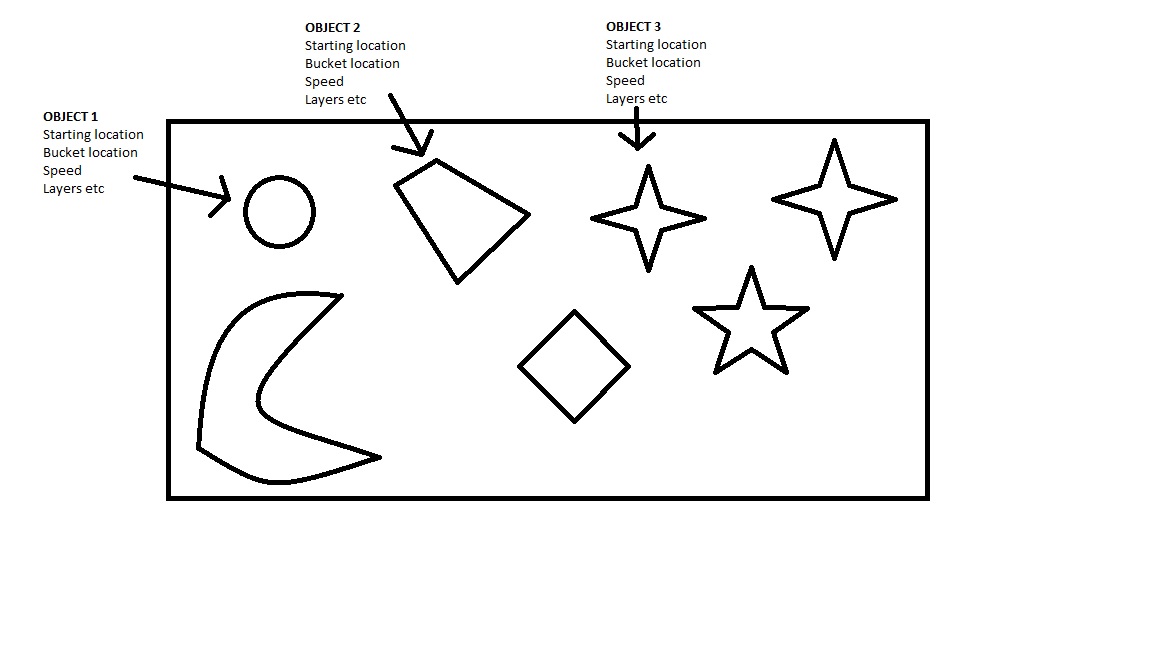 OBJECT 1
Starting location
Bucket location
Speed
Layers etc
OBJECT 2
Starting location
Bucket location
Speed
Layers etc
OBJECT 3
Starting location
Bucket location
Speed
Layers etc